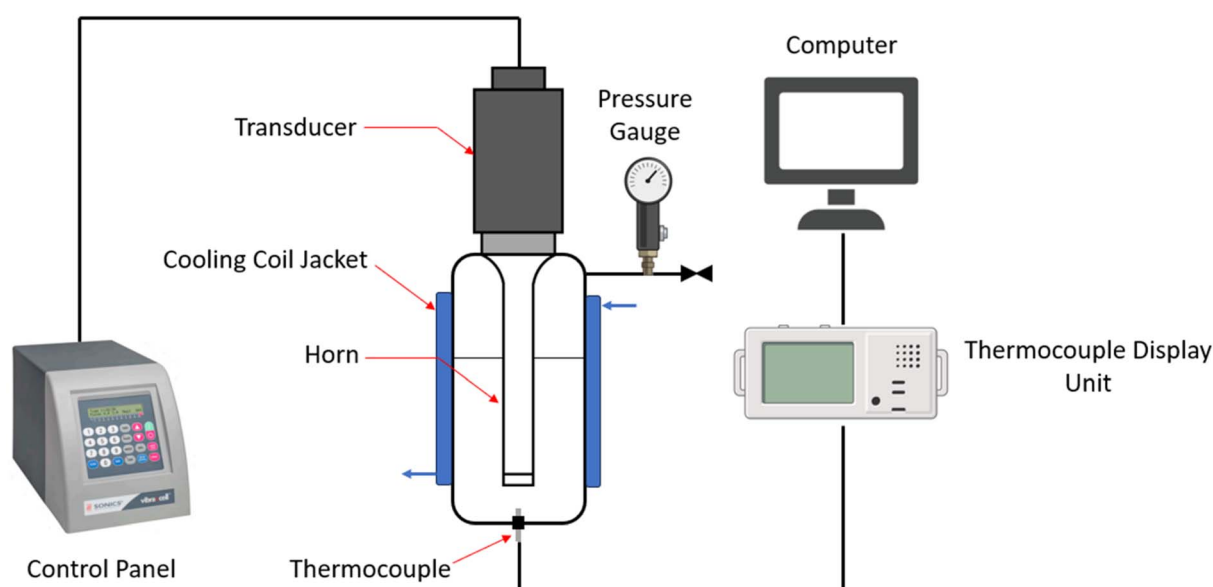 Computer
Pressure
Gauge
Transducer
Cooling Coil Jacket
Horn
Thermocouple Display
Unit
SONICS
vibra cell
Thermocouple
Control Panel